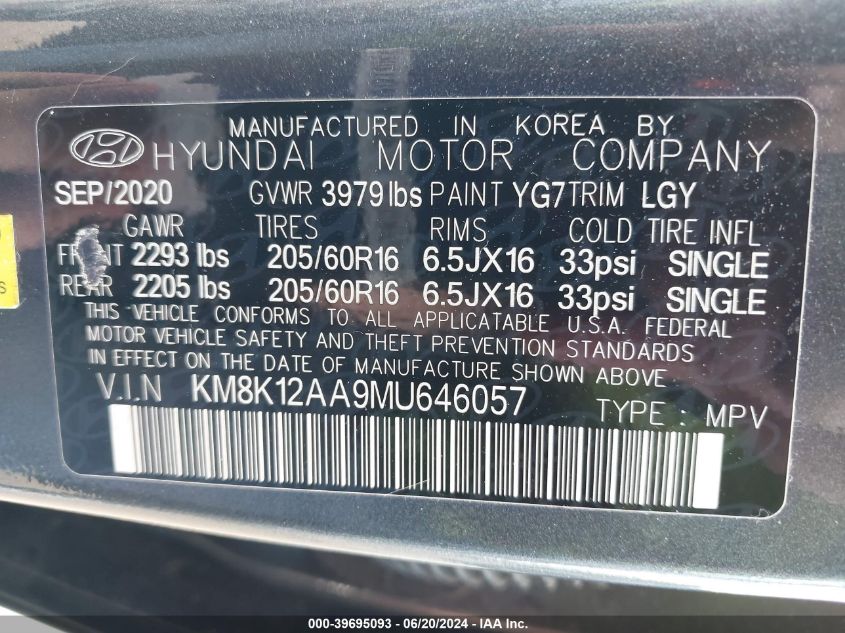 MANUFACTURED IN KOREA BY
HYUNDAI MOTOR COMPANY
SEP/2020 GVWR 3979 lbs PAINT YG7 TRIM LGY
GAWR TIRES RIMS COLD TIRE INFL
FRONT 2293 lbs 205/60R16 6.5JX16 33psi SINGLE
REAR 2205 lbs 205/60R16 6.5JX16 33psi SINGLE
THIS VEHICLE CONFORMS TO ALL APPLICATABLE U.S.A. FEDERAL
MOTOR VEHICLE SAFETY AND THEFT PREVENTION STANDARDS
IN EFFECT ON THE DATE OF MANUFACTURE SHOWN ABOVE
V.I.N KM8K12AA9MU646057 TYPE : MPV
000-39695093 - 06/20/2024 - IAA Inc.